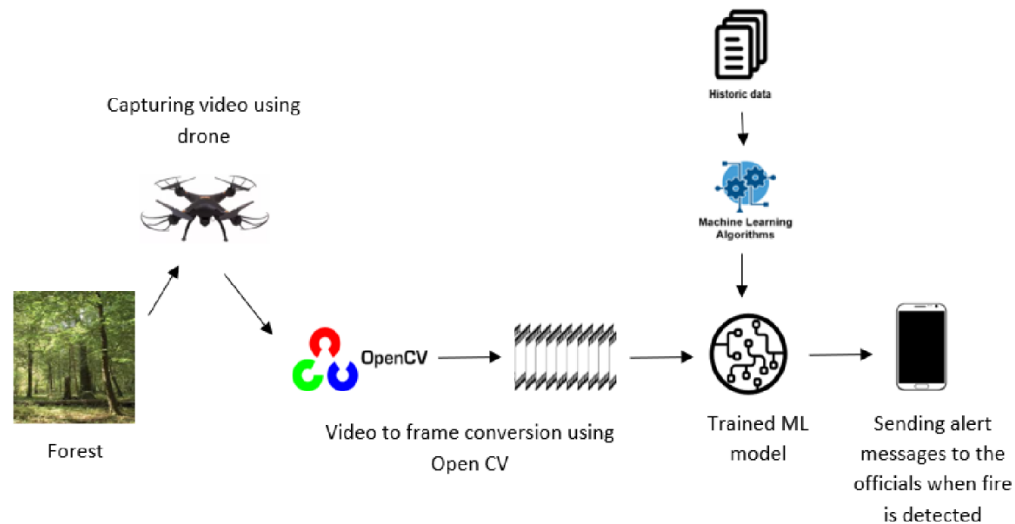 Historic data
Capturing video using
drone
Machine Learning
Algorithms
OpenCV
Forest
Video to frame conversion using
Open CV
Trained ML
model
Sending alert
messages to the
officials when fire
is detected